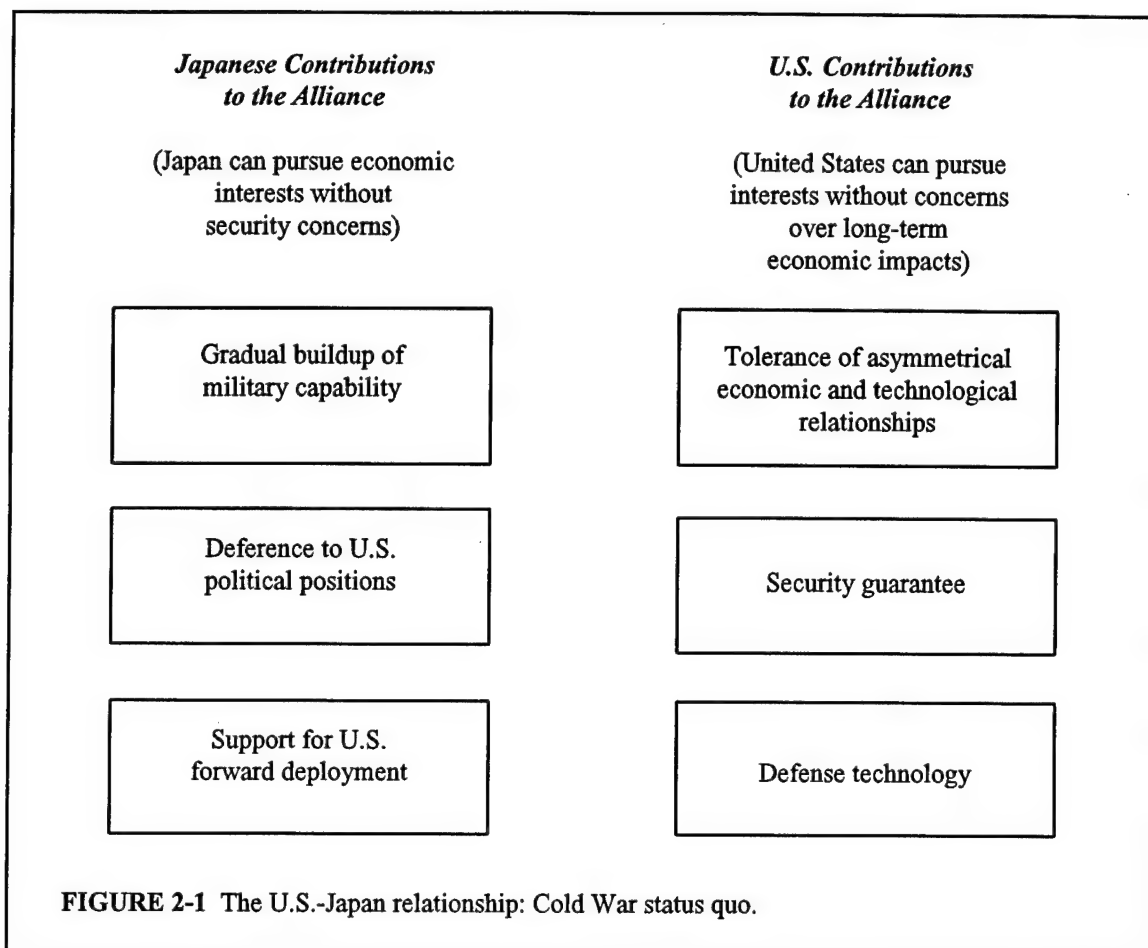 Japanese Contributions
to the Alliance
(Japan can pursue economic
interests without
security concerns)
Gradual buildup of
military capability
Deference to U.S.
political positions
Support for U.S.
forward deployment
U.S. Contributions
to the Alliance
(United States can pursue
interests without concerns
over long-term
economic impacts)
Tolerance of asymmetrical
economic and technological
relationships
Security guarantee
Defense technology
FIGURE 2-1 The U.S.-Japan relationship: Cold War status quo.